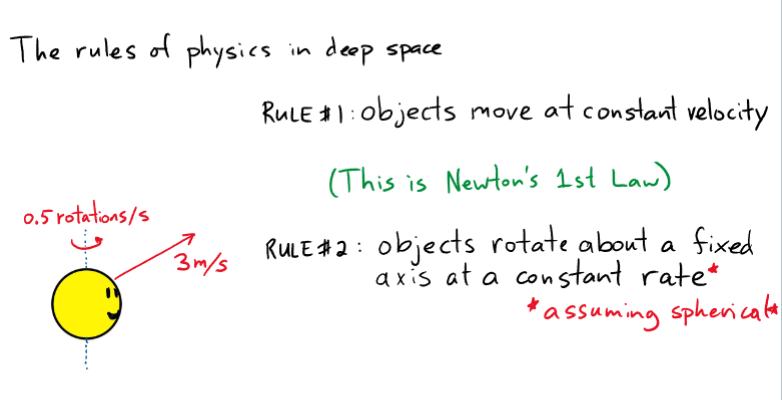 The rules of physics in deep space
RULE #1: objects move at constant velocity
(This is Newton's 1st Law)
0.5 rotations/s
3m/s
RULE #2: objects rotate about a fixed
axis at a constant rate*
*assuming spherical*